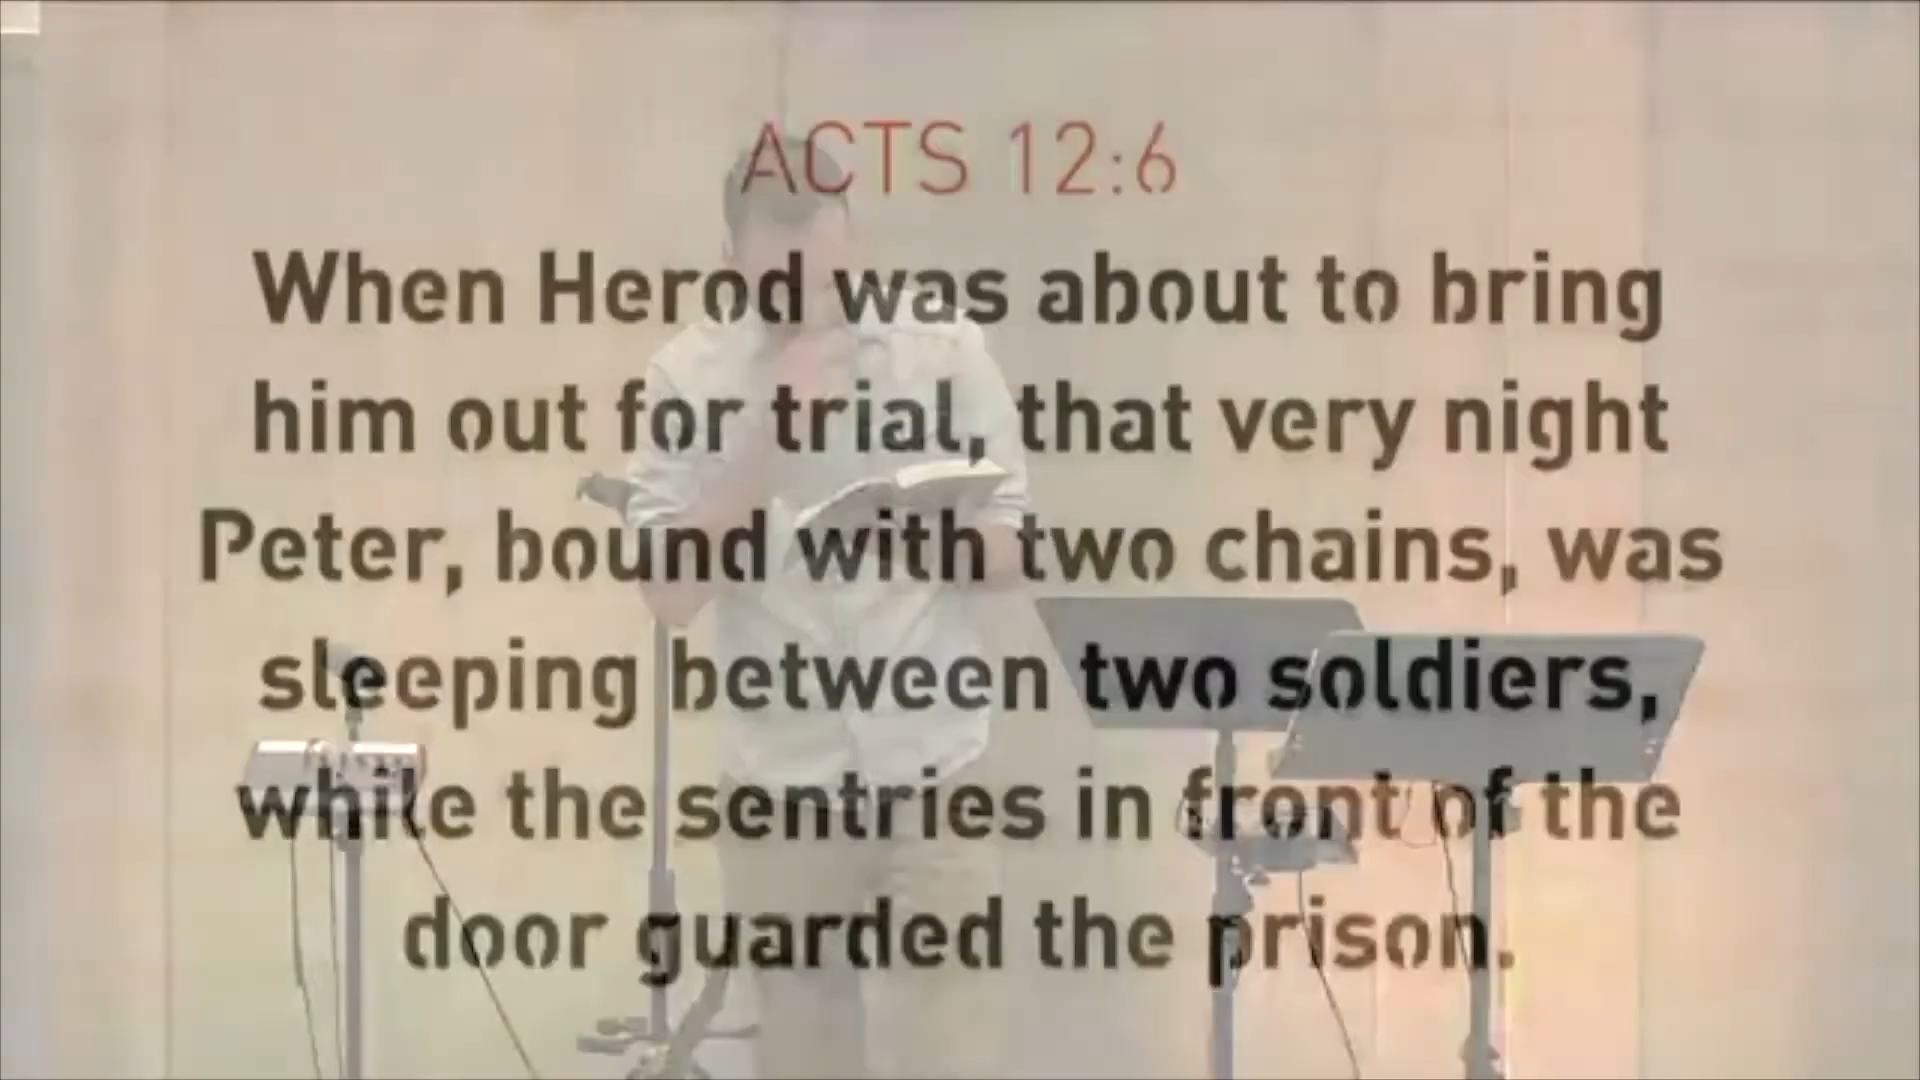 ACTS 12:6
When Herod was about to bring
him out for trial, that very night
Peter, bound with two chains, was
sleeping between two soldiers,
while the sentries in front of the
door guarded the prison.